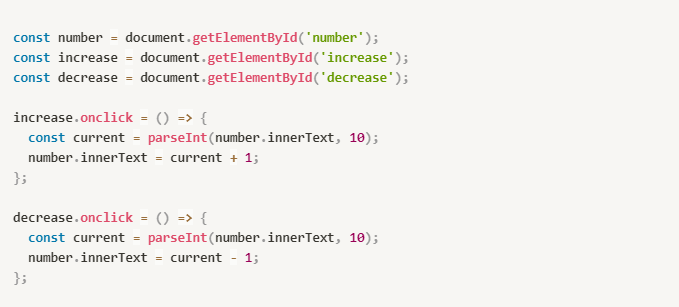 const number = document.getElementById('number');
const increase = document.getElementById('increase');
const decrease = document.getElementById('decrease');

increase.onclick = () => {
  const current = parseInt(number.innerText, 10);
  number.innerText = current + 1;
};

decrease.onclick = () => {
  const current = parseInt(number.innerText, 10);
  number.innerText = current - 1;
};